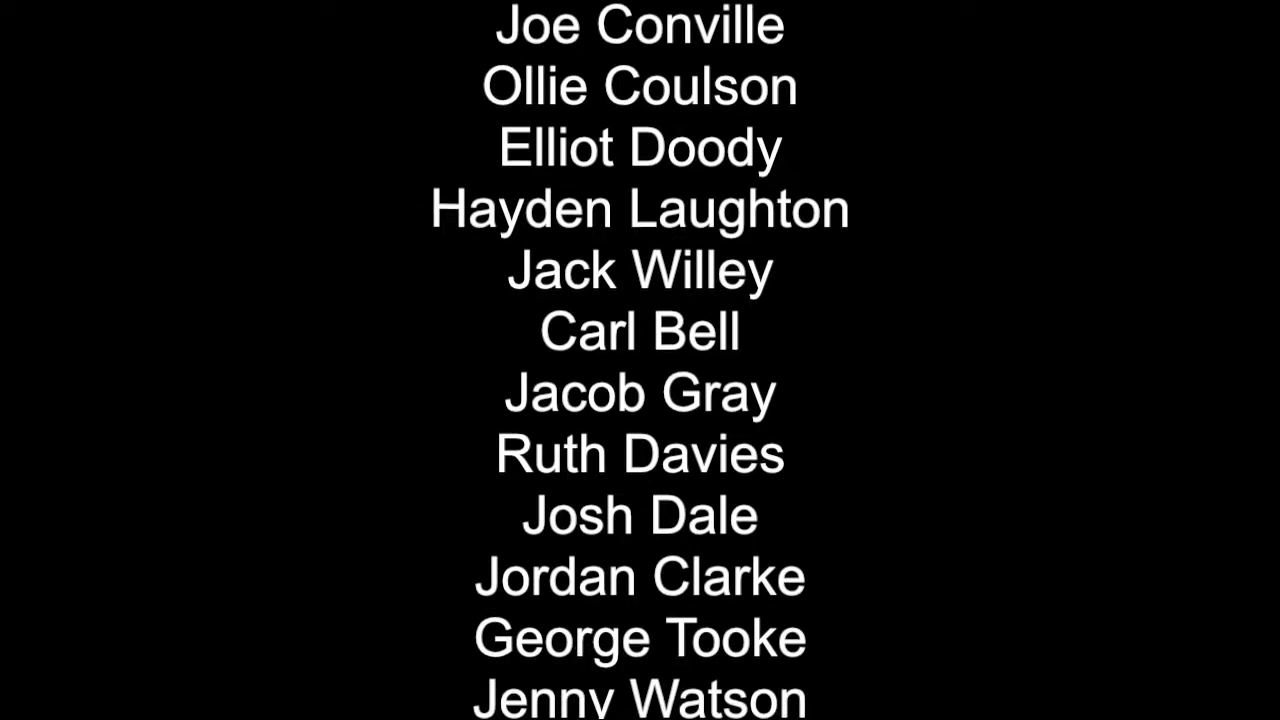 Joe Conville
Ollie Coulson
Elliot Doody
Hayden Laughton
Jack Willey
Carl Bell
Jacob Gray
Ruth Davies
Josh Dale
Jordan Clarke
George Tooke
Jenny Watson